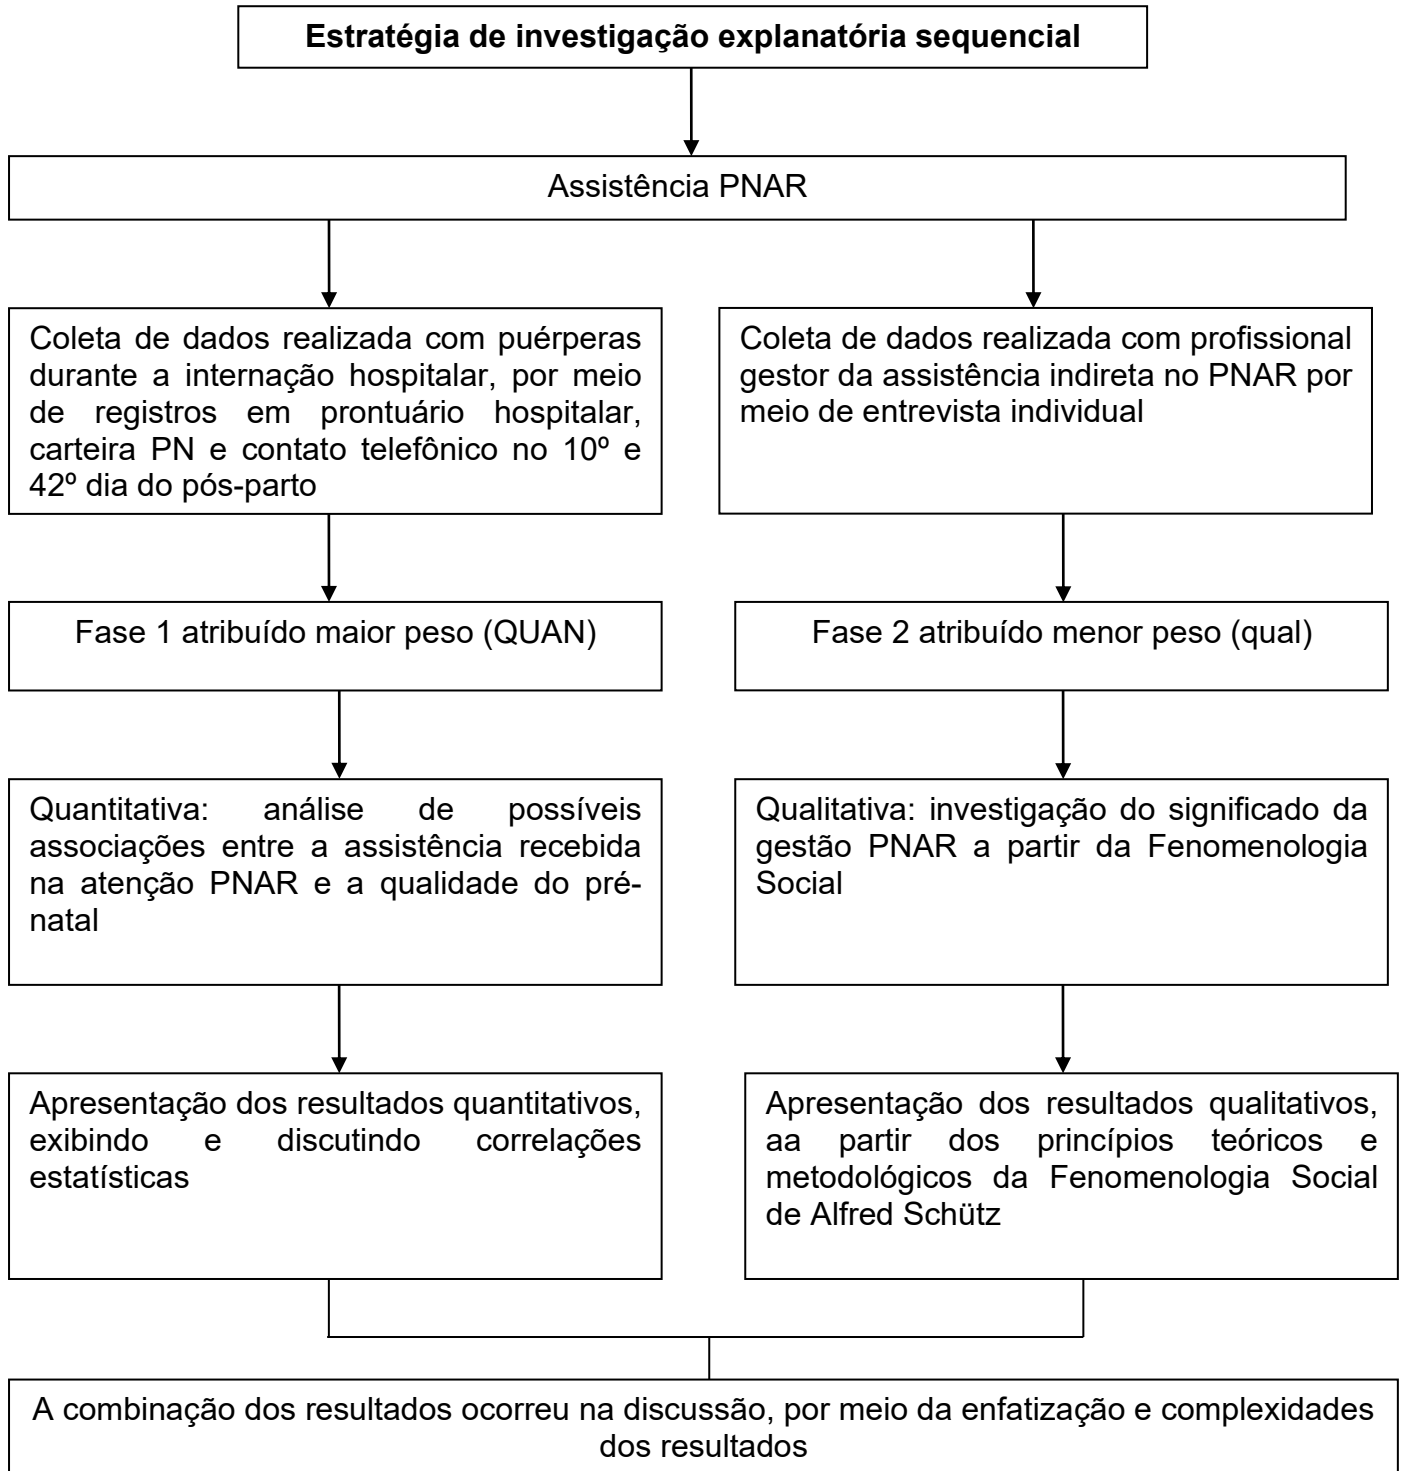 Estratégia de investigação explanatória sequencial
Assistência PNAR
Coleta de dados realizada com puérperas
durante a internação hospitalar, por meio
de registros em prontuário hospitalar,
carteira PN e contato telefônico no 10º e
42º dia do pós-parto
Coleta de dados realizada com profissional
gestor da assistência indireta no PNAR por
meio de entrevista individual
Fase 1 atribuído maior peso (QUAN)
Fase 2 atribuído menor peso (qual)
Quantitativa: análise de possíveis
associações entre a assistência recebida
na atenção PNAR e a qualidade do pré-
natal
Qualitativa: investigação do significado da
gestão PNAR a partir da Fenomenologia
Social
Apresentação dos resultados quantitativos,
exibindo e discutindo correlações
estatísticas
Apresentação dos resultados qualitativos,
aa partir dos princípios teóricos e
metodológicos da Fenomenologia Social
de Alfred Schütz
A combinação dos resultados ocorreu na discussão, por meio da enfatização e complexidades
dos resultados